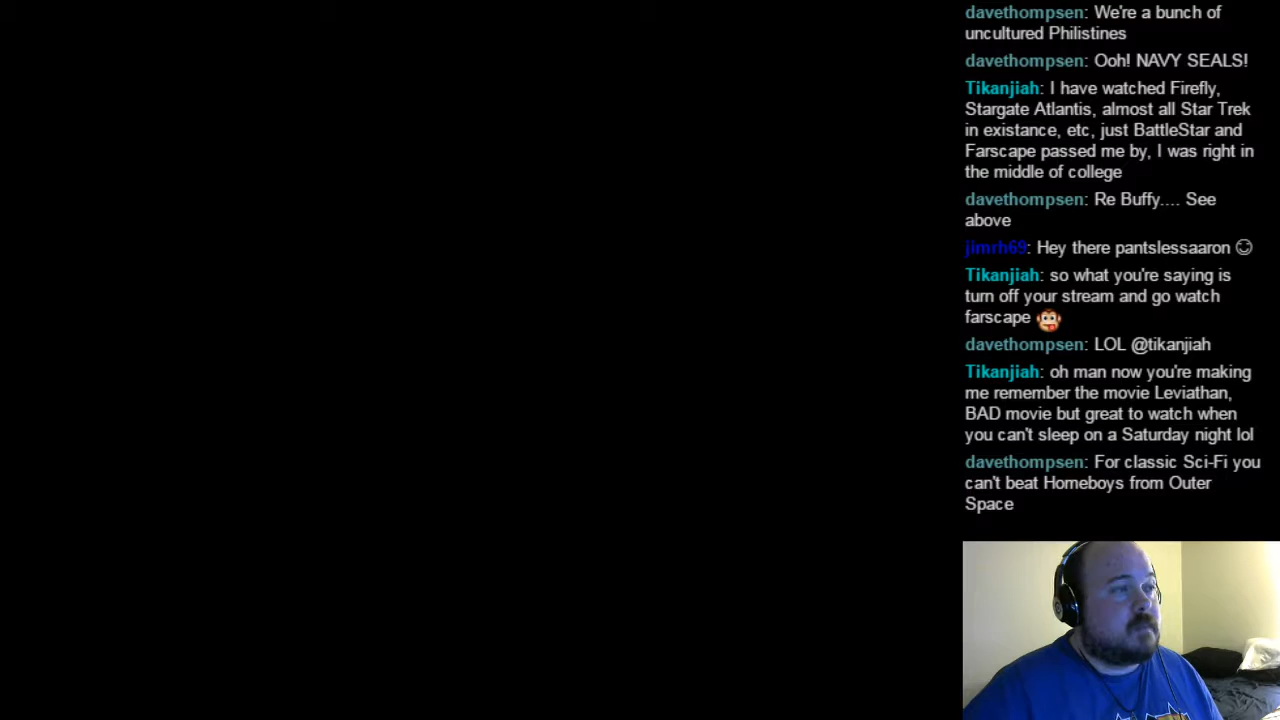 davethompsen: We're a bunch of
uncultured Philistines
davethompsen: Ooh! NAVY SEALS!
Tikanjiah: I have watched Firefly,
Stargate Atlantis, almost all Star Trek
in existance, etc, just BattleStar and
Farscape passed me by, I was right in
the middle of college
davethompsen: Re Buffy.... See
above
jimrh69: Hey there pantslessaaron
Tikanjiah: so what you're saying is
turn off your stream and go watch
farscape
davethompsen: LOL @tikanjiah
Tikanjiah: oh man now you're making
me remember the movie Leviathan,
BAD movie but great to watch when
you can't sleep on a Saturday night lol
davethompsen: For classic Sci-Fi you
can't beat Homeboys from Outer
Space